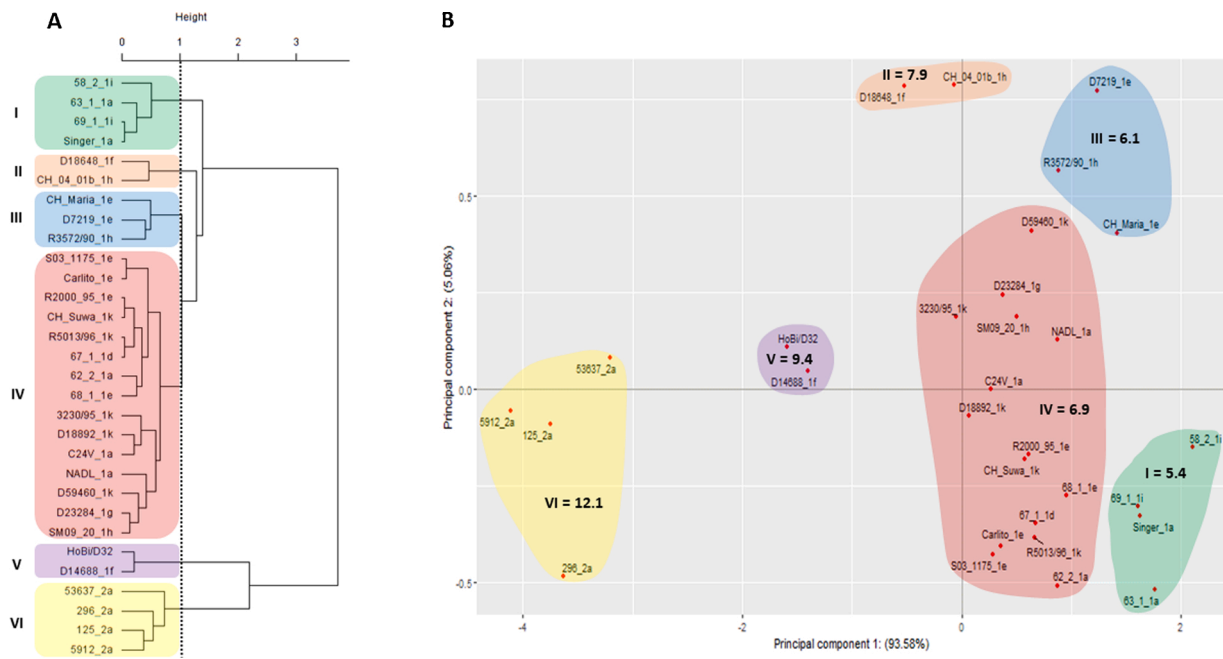 A
Height
0 1 2 3
I
58_2_1i
63_1_1a
69_1_1i
Singer_1a
II
D18648_1f
CH_04_01b_1h
III
CH_Maria_1e
D7219_1e
R3572/90_1h
IV
S03_1175_1e
Carlito_1e
R2000_95_1e
CH_Suwa_1k
R5013/96_1k
67_1_1d
62_2_1a
68_1_1e
3230/95_1k
D18892_1k
C24V_1a
NADL_1a
D59460_1k
D23284_1g
SM09_20_1h
V
HoBi/D32
D14688_1f
VI
53637_2a
296_2a
125_2a
5912_2a
B
Principal component 2: (5.06%)
0.5
0.0
-0.5
II = 7.9
CH_04_01b_1h
D18648_1f
D7219_1e
III = 6.1
R3572/90_1h
CH_Maria_1e
D59460_1k
D23284_1g
3230/95_1k
SM09_20_1h
NADL_1a
HoBi/D32
V = 9.4
D14688_1f
53637_2a
C24V_1a
5912_2a
125_2a
D18892_1k
IV = 6.9
R2000_95_1e
CH_Suwa_1k
58_2_1i
I = 5.4
VI = 12.1
68_1_1e
69_1_1i
Singer_1a
67_1_1d
Carlito_1e
R5013/96_1k
S03_1175_1e
296_2a
62_2_1a
63_1_1a
-4 -2 0 2
Principal component 1: (93.58%)